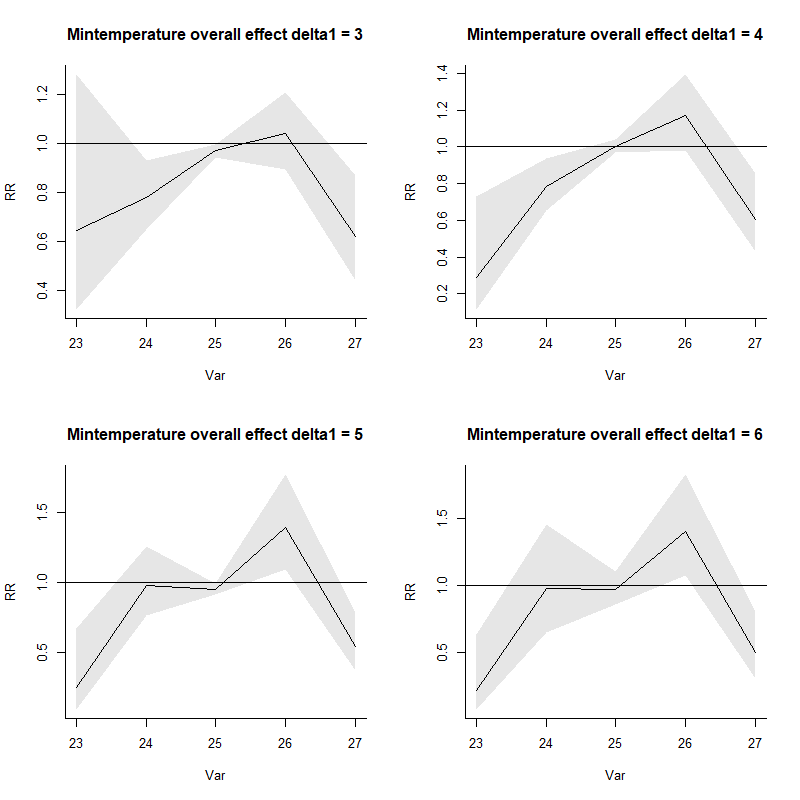 Mintemperature overall effect delta1 = 3
RR
0.4 0.6 0.8 1.0 1.2
23 24 25 26 27
Var
Mintemperature overall effect delta1 = 4
RR
0.2 0.4 0.6 0.8 1.0 1.2 1.4
23 24 25 26 27
Var
Mintemperature overall effect delta1 = 5
RR
0.5 1.0 1.5
23 24 25 26 27
Var
Mintemperature overall effect delta1 = 6
RR
0.5 1.0 1.5
23 24 25 26 27
Var